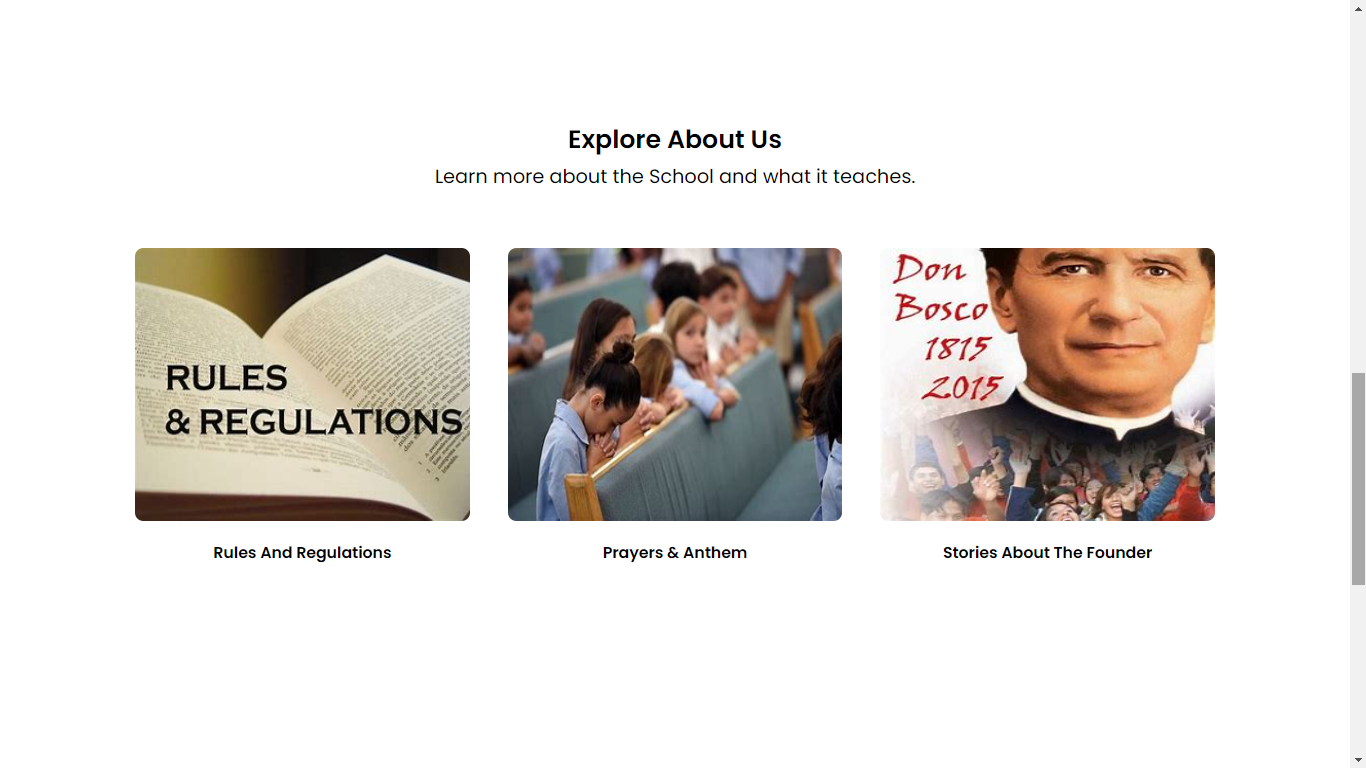 Explore About Us
Learn more about the School and what it teaches.
RULES
& REGULATIONS
Don
Bosco
1815
2015
Rules And Regulations
Prayers & Anthem
Stories About The Founder